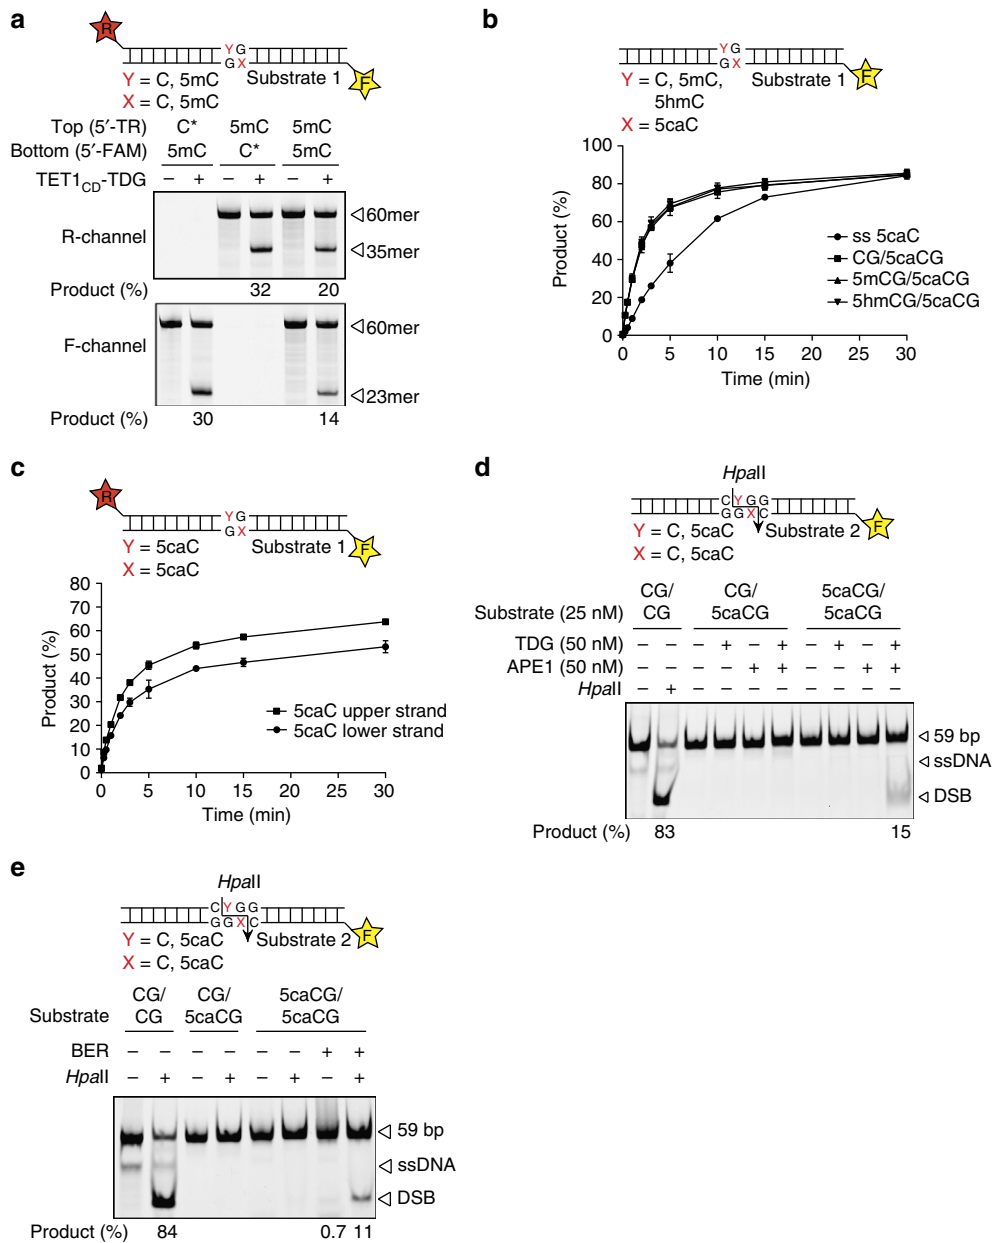 a
R
Y G
G X
Y = C, 5mC
X = C, 5mC
Substrate 1
F
Top (5′-TR) C* 5mC 5mC
Bottom (5′-FAM) 5mC C* 5mC
TET1CD-TDG − + − + − +
R-channel
60mer
35mer
Product (%) 32 20
F-channel
60mer
23mer
Product (%) 30 14
b
Y G
G X
Y = C, 5mC,
5hmC
X = 5caC
Substrate 1
F
Product (%)
100
80
60
40
20
0
0 5 10 15 20 25 30
Time (min)
ss 5caC
CG/5caCG
5mCG/5caCG
5hmCG/5caCG
c
R
Y G
G X
Y = 5caC
X = 5caC
Substrate 1
F
Product (%)
80
70
60
50
40
30
20
10
0
0 5 10 15 20 25 30
Time (min)
5caC upper strand
5caC lower strand
d
HpaII
C Y G G
G G X C
Y = C, 5caC
X = C, 5caC
Substrate 2
F
Substrate (25 nM) CG/ CG CG/ 5caCG 5caCG/ 5caCG
TDG (50 nM) − − − + − + − + − +
APE1 (50 nM) − − − − + + − − + +
HpaII − + − − − − − − − −
59 bp
ssDNA
DSB
Product (%) 83 15
e
HpaII
C Y G G
G G X C
Y = C, 5caC
X = C, 5caC
Substrate 2
F
Substrate CG/ CG CG/ 5caCG 5caCG/ 5caCG
BER − − − − − − + +
HpaII − + − + − + − +
59 bp
ssDNA
DSB
Product (%) 84 0.7 11